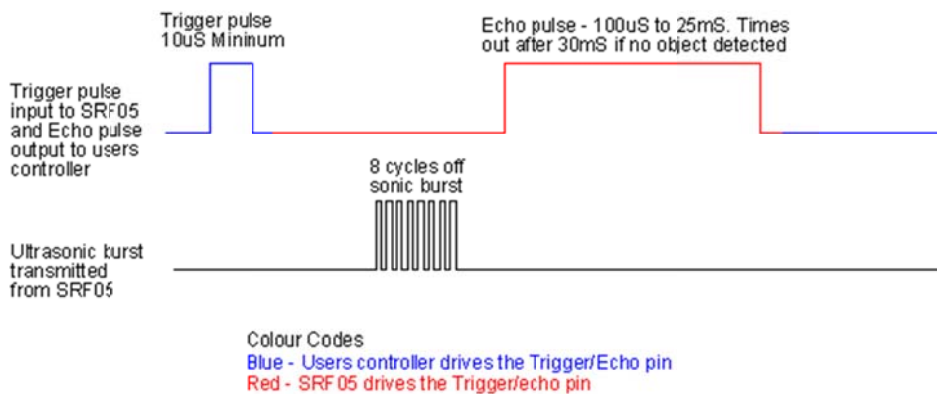 Trigger pulse
10uS Mininum
Echo pulse - 100uS to 25mS. Times
out after 30mS if no object detected
Trigger pulse
input to SRF05
and Echo pulse
output to users
controller
8 cycles off
sonic burst
Ultrasonic burst
transmitted
from SRF05
Colour Codes
Blue - Users controller drives the Trigger/Echo pin
Red - SRF05 drives the Trigger/echo pin